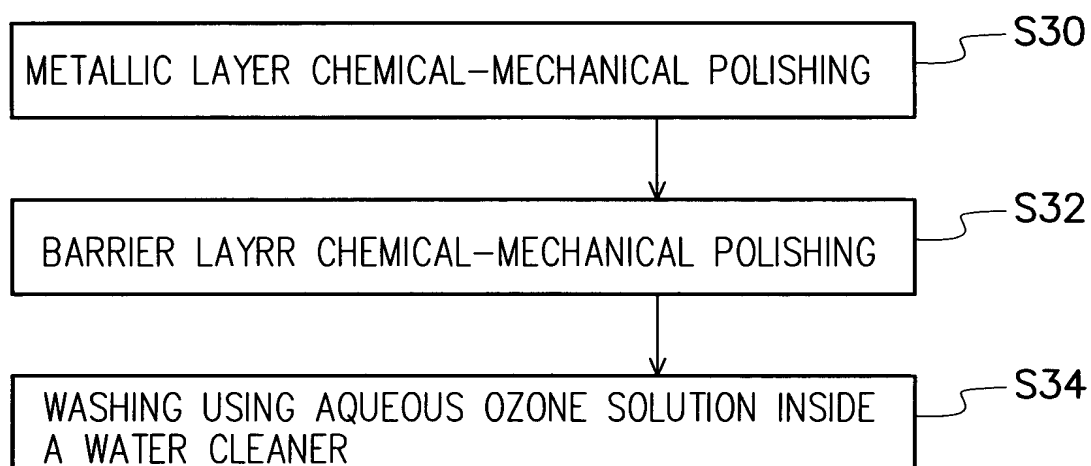 METALLIC LAYER CHEMICAL-MECHANICAL POLISHING
S30
BARRIER LAYRR CHEMICAL-MECHANICAL POLISHING
S32
WASHING USING AQUEOUS OZONE SOLUTION INSIDE
A WATER CLEANER
S34